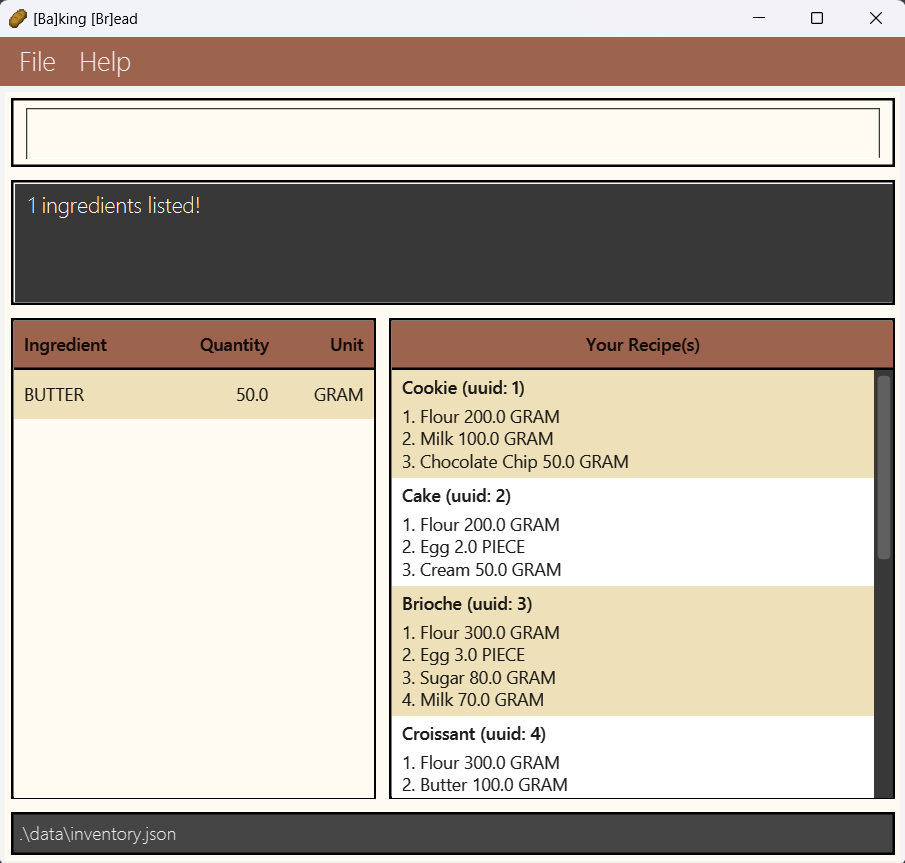 [Ba]king [Br]ead
File Help
1 ingredients listed!
Ingredient Quantity Unit
BUTTER 50.0 GRAM
Your Recipe(s)
Cookie (uuid: 1)
1. Flour 200.0 GRAM
2. Milk 100.0 GRAM
3. Chocolate Chip 50.0 GRAM
Cake (uuid: 2)
1. Flour 200.0 GRAM
2. Egg 2.0 PIECE
3. Cream 50.0 GRAM
Brioche (uuid: 3)
1. Flour 300.0 GRAM
2. Egg 3.0 PIECE
3. Sugar 80.0 GRAM
4. Milk 70.0 GRAM
Croissant (uuid: 4)
1. Flour 300.0 GRAM
2. Butter 100.0 GRAM
.\data\inventory.json